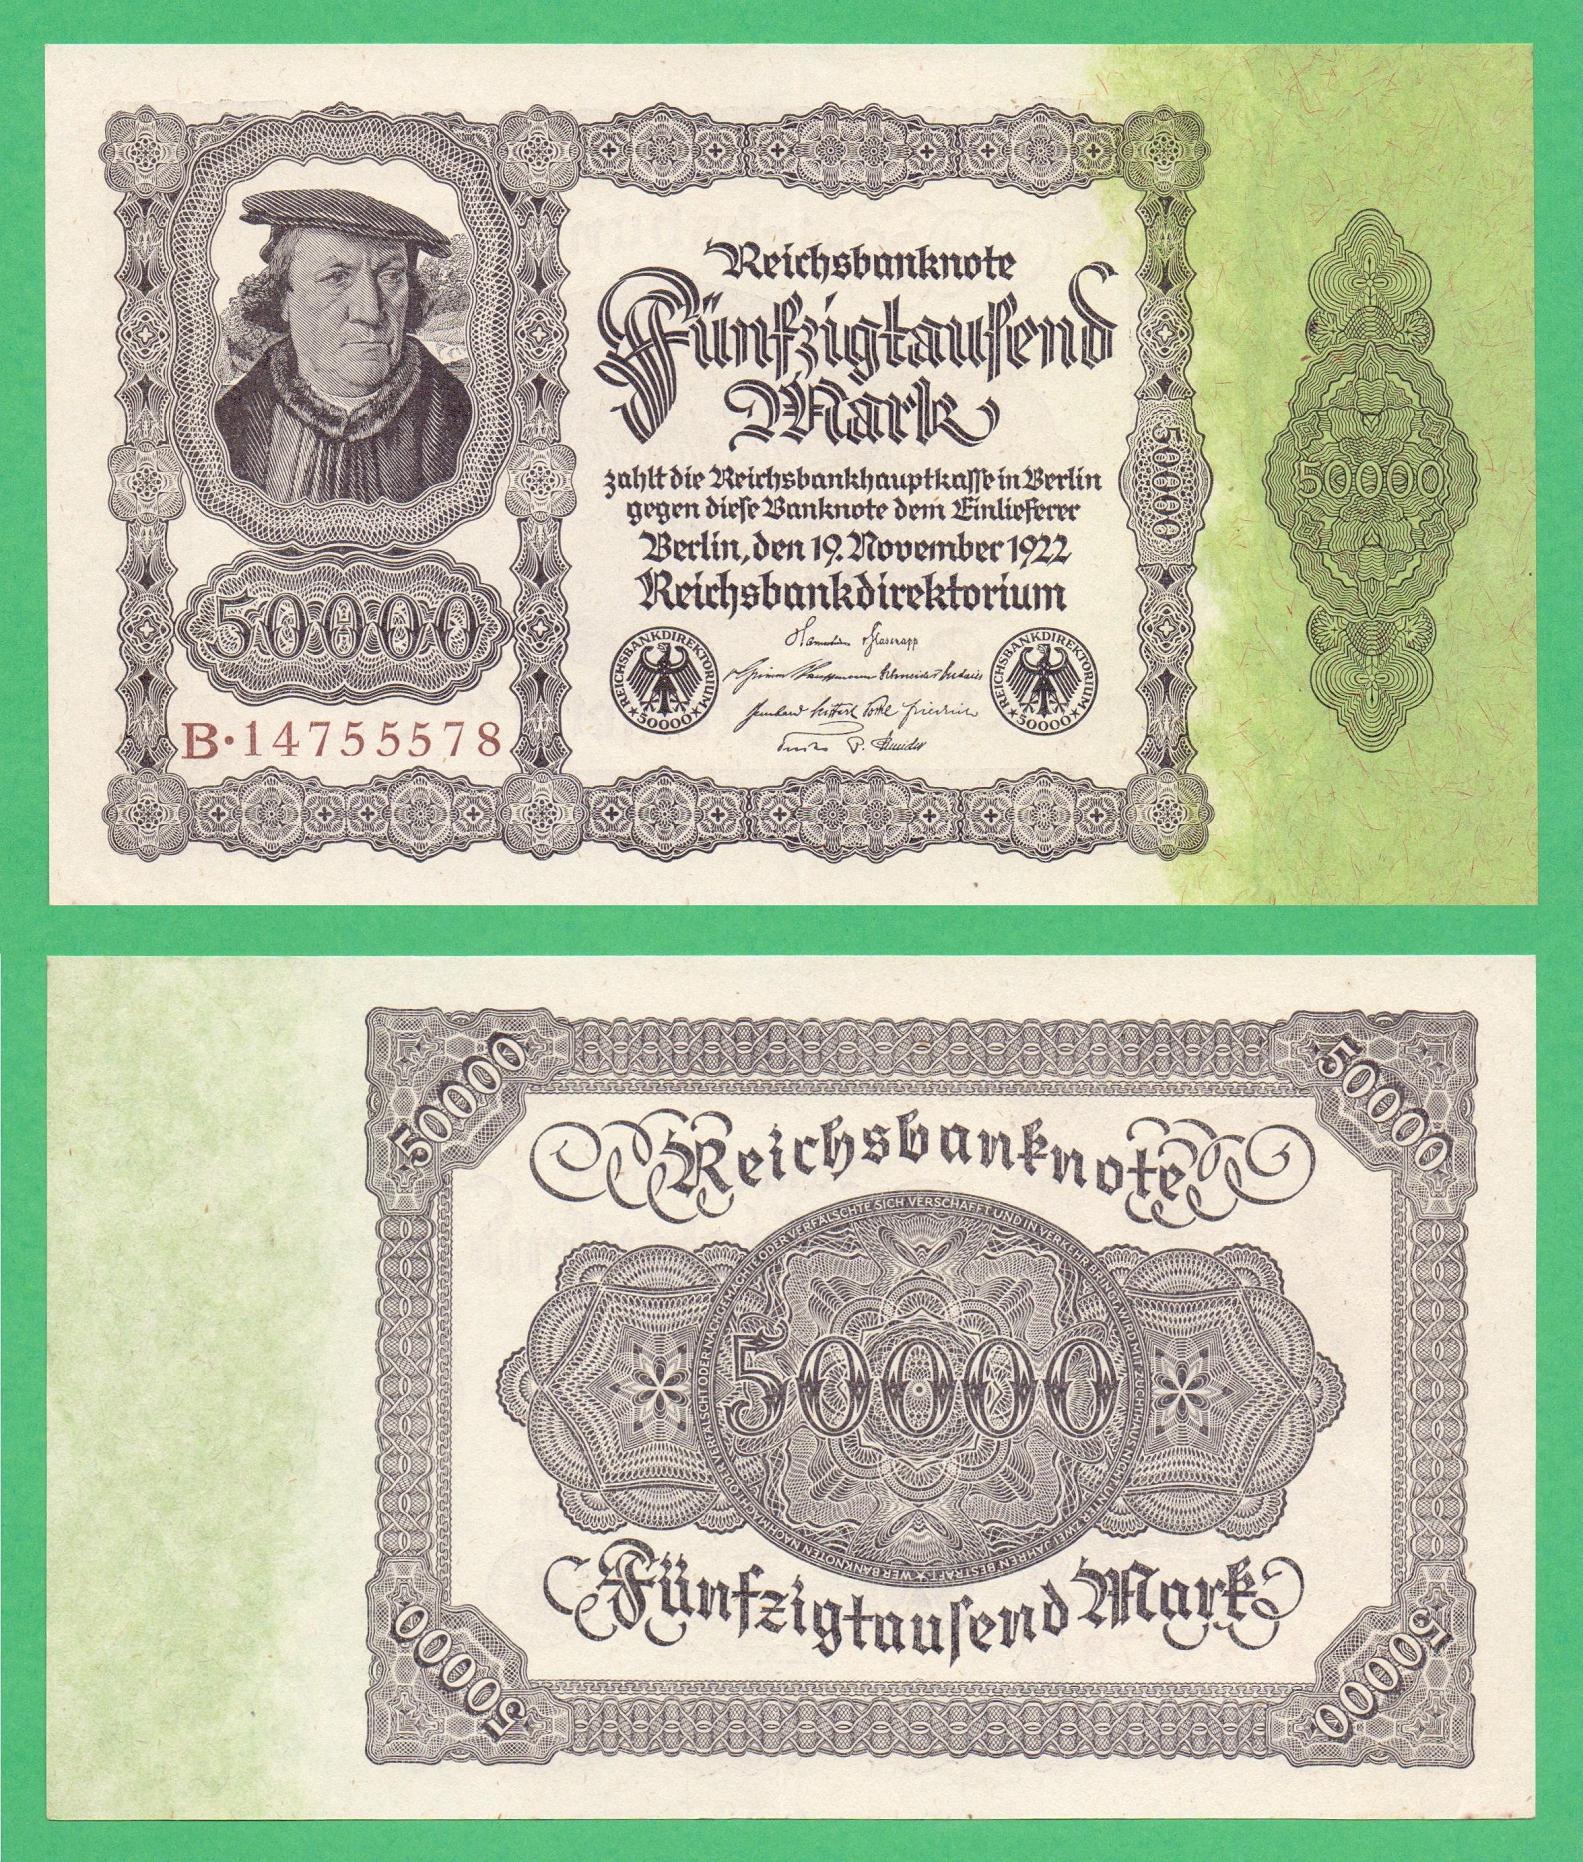 Reichsbanknote
Fünfzigtausend
Mark
zahlt die Reichsbankhauptkasse in Berlin
gegen diese Banknote dem Einlieferer
Berlin, den 19. November 1922
Reichsbankdirektorium
50000
B·14755578
REICHSBANKDIREKTORIUM
★50000★
REICHSBANKDIREKTORIUM
★50000★
50000
50000
50000
50000
Reichsbanknote
WER BANKNOTEN NACHMACHT ODER VERFÄLSCHT ODER NACHGEMACHTE ODER VERFÄLSCHTE SICH VERSCHAFFT UND IN VERKEHR BRINGT, WIRD MIT ZUCHTHAUS NICHT UNTER ZWEI JAHREN BESTRAFT ★
50000
Fünfzigtausend Mark
50000
50000